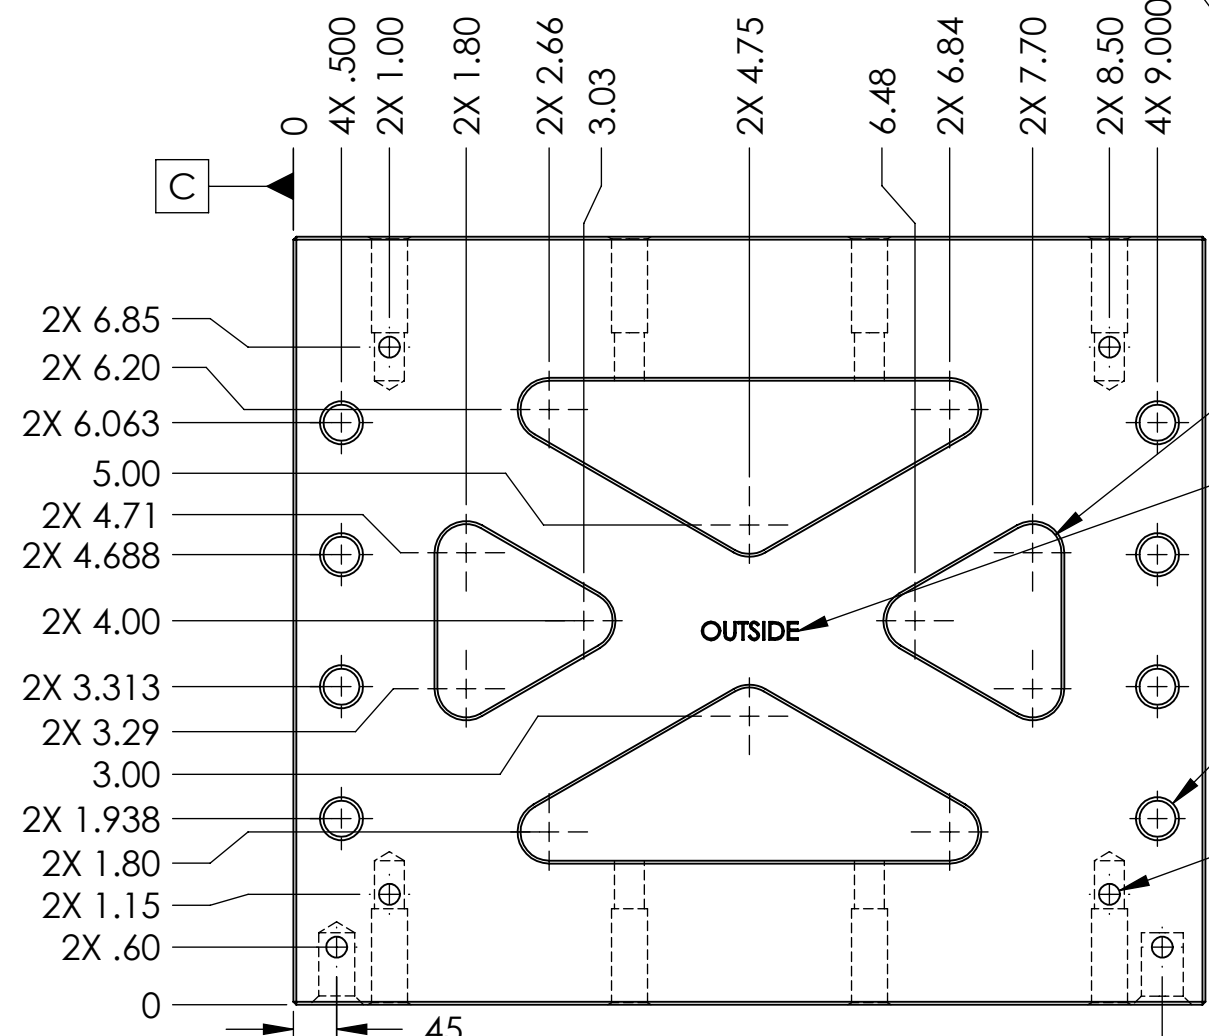 0
4X .500
2X 1.00
2X 1.80
2X 2.66
3.03
2X 4.75
6.48
2X 6.84
2X 7.70
2X 8.50
4X 9.000
C
2X 6.85
2X 6.20
2X 6.063
5.00
2X 4.71
2X 4.688
2X 4.00
OUTSIDE
2X 3.313
2X 3.29
3.00
2X 1.938
2X 1.80
2X 1.15
2X .60
0
.45